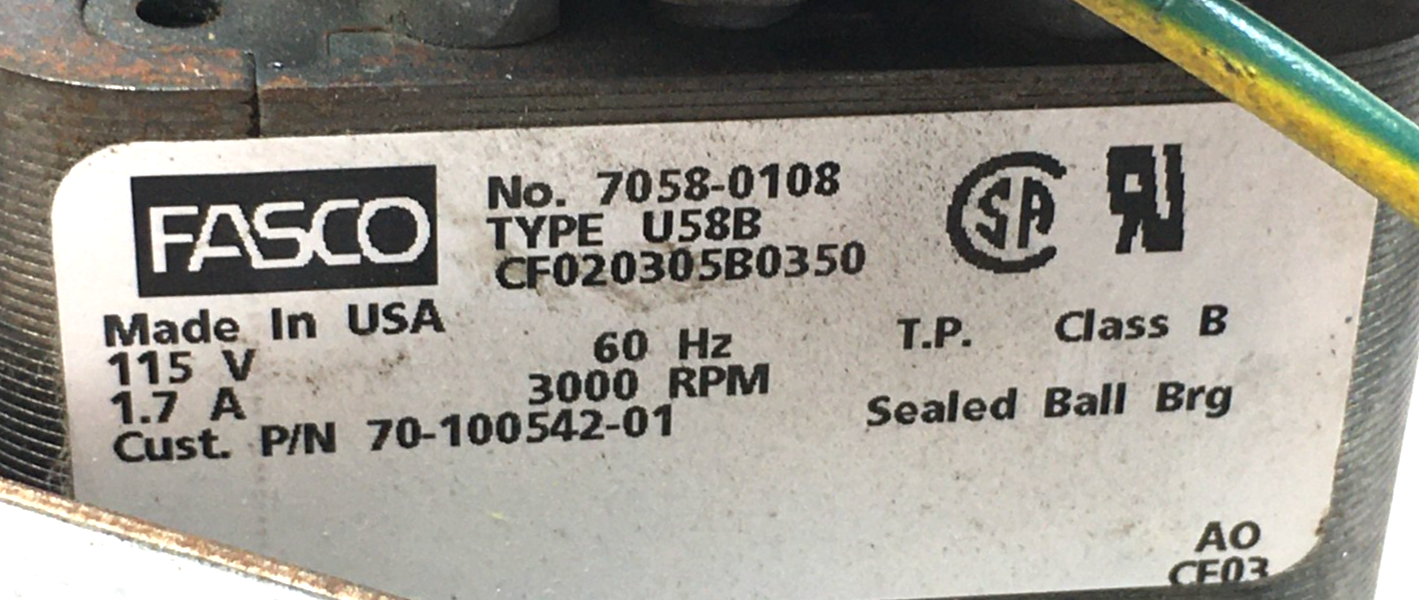 FASCO
No. 7058-0108
TYPE U58B
CF020305B0350
Made In USA
115 V
60 Hz
T.P. Class B
1.7 A
3000 RPM
Sealed Ball Brg
Cust. P/N 70-100542-01
AO
CE03